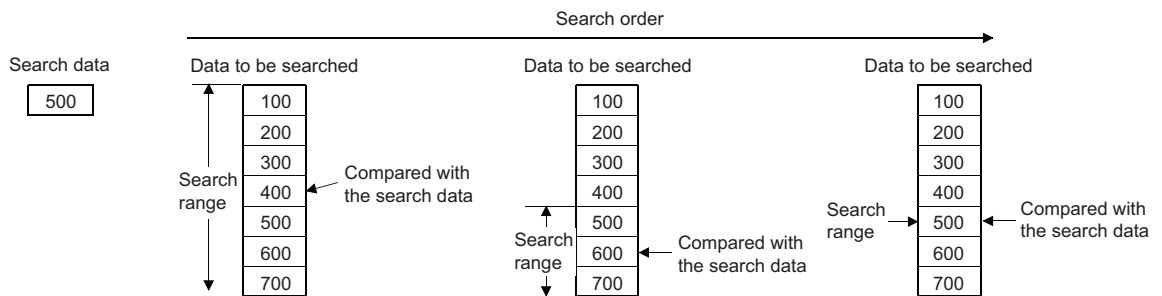 Search order
Search data
500
Data to be searched
100
200
300
400
500
600
700
Search
range
Compared with
the search data
Data to be searched
100
200
300
400
500
600
700
Search
range
Compared with
the search data
Data to be searched
100
200
300
400
500
600
700
Search
range
Compared with
the search data